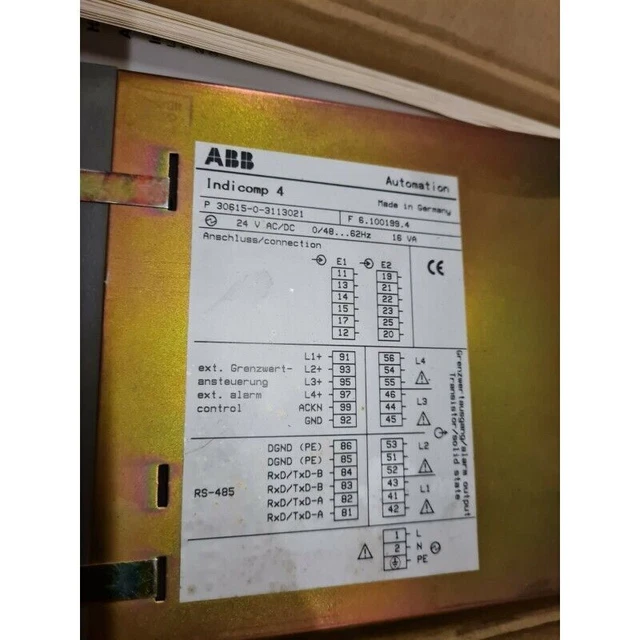 ABB
Automation
Indicomp 4
Made in Germany
P 30615-0-3113021
F 6.100199.4
24 V AC/DC 0/48...62Hz 16 VA
Anschluss/connection
E1 E2
11 19
13 21
14 22
15 23
17 25
12 20
CE
ext. Grenzwert-
ansteuerung
ext. alarm
control
L1+ 91
L2+ 93
L3+ 95
L4+ 97
ACKN 99
GND 92
56 L4
54
55
46
44 L3
45
Grenzwertausgang/alarm output
Transistor/solid state
RS-485
DGND (PE) 86
DGND (PE) 85
RxD/TxD-B 84
RxD/TxD-B 83
RxD/TxD-A 82
RxD/TxD-A 81
53 L2
51
52
43
41 L1
42
1 L
2 N
PE